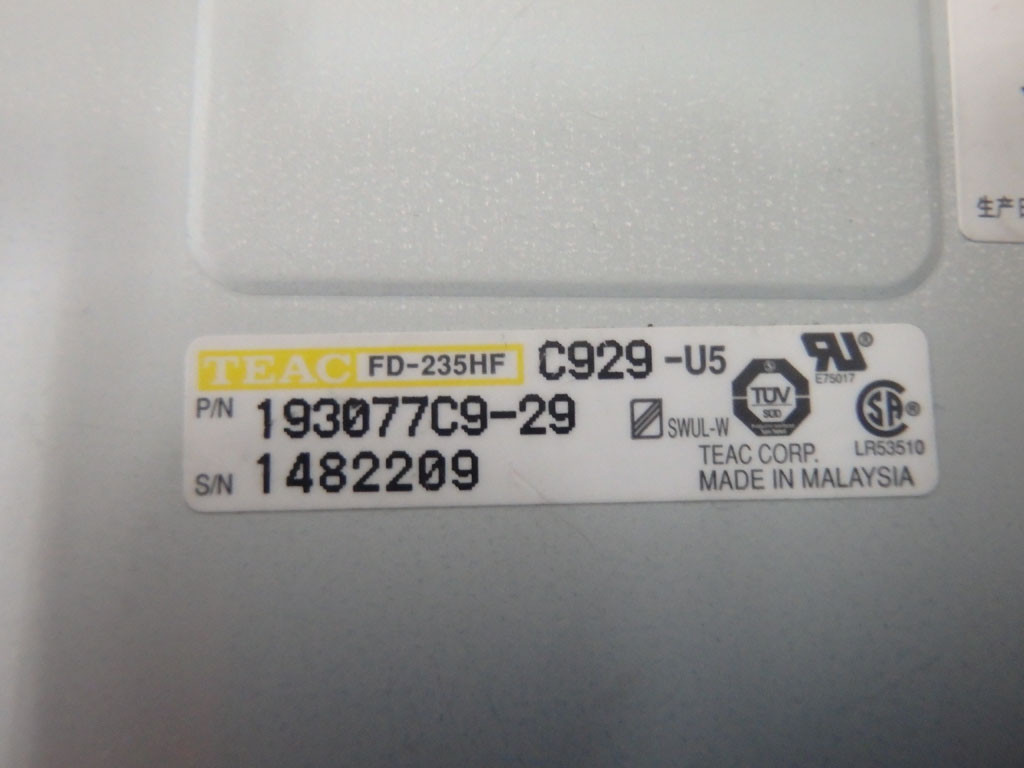 生产日
TEAC FD-235HF C929 -U5
P/N 193077C9-29
S/N 1482209
SWUL-W
TÜV
E75017
SA
LR53510
TEAC CORP.
MADE IN MALAYSIA